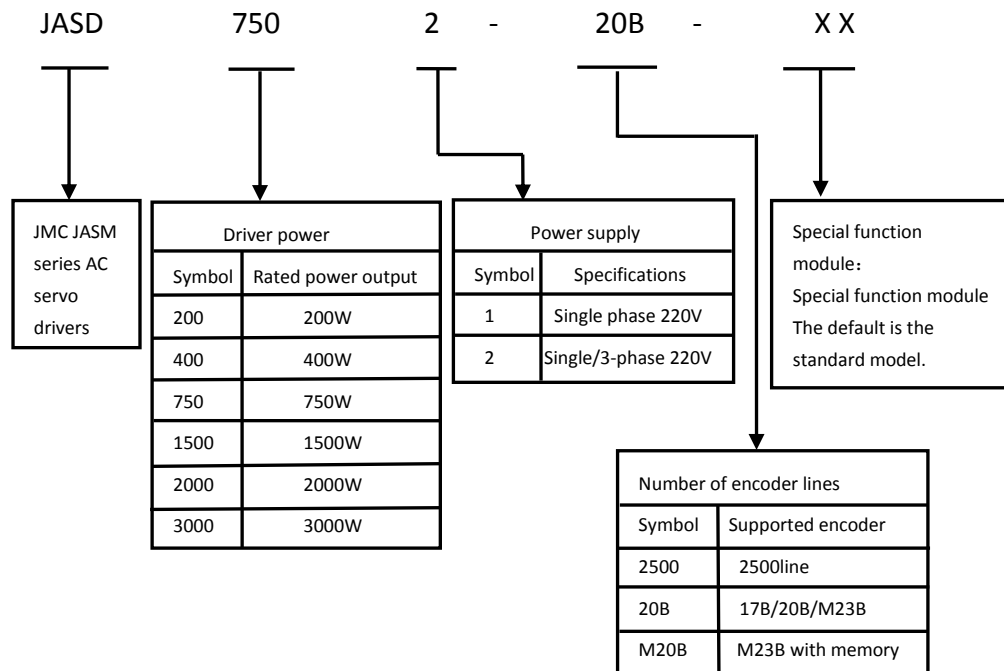 JASD 750 2 - 20B - X X
JMC JASM
series AC
servo
drivers
Driver power
Symbol Rated power output
200 200W
400 400W
750 750W
1500 1500W
2000 2000W
3000 3000W
Power supply
Symbol Specifications
1 Single phase 220V
2 Single/3-phase 220V
Special function
module：
Special function module
The default is the
standard model.
Number of encoder lines
Symbol Supported encoder
2500 2500line
20B 17B/20B/M23B
M20B M23B with memory